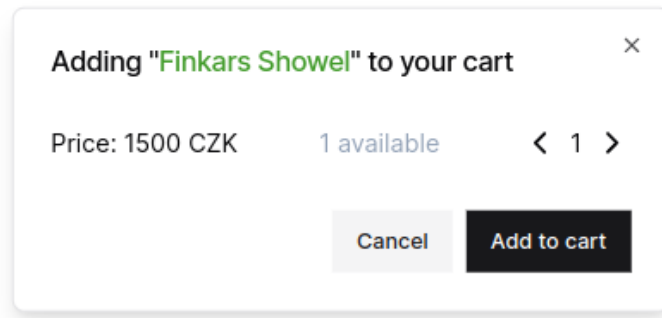 Adding "Finkars Showel" to your cart
Price: 1500 CZK 1 available 1
Cancel Add to cart